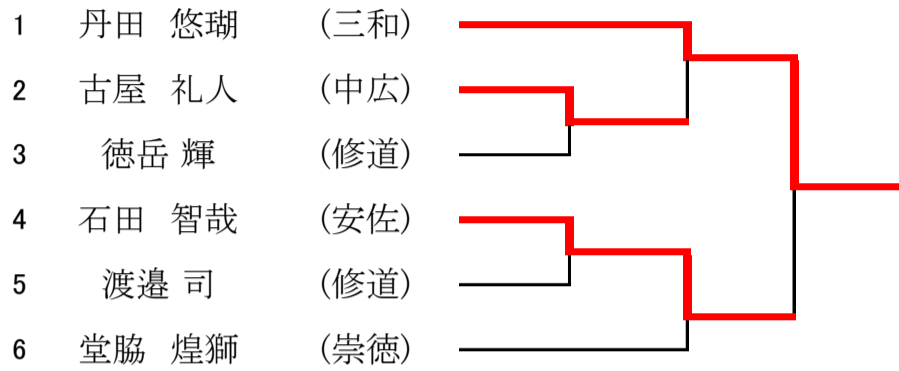 1 丹田 悠瑚 (三和)
2 古屋 礼人 (中広)
3 徳岳 輝 (修道)
4 石田 智哉 (安佐)
5 渡邉 司 (修道)
6 堂脇 煌獅 (崇徳)